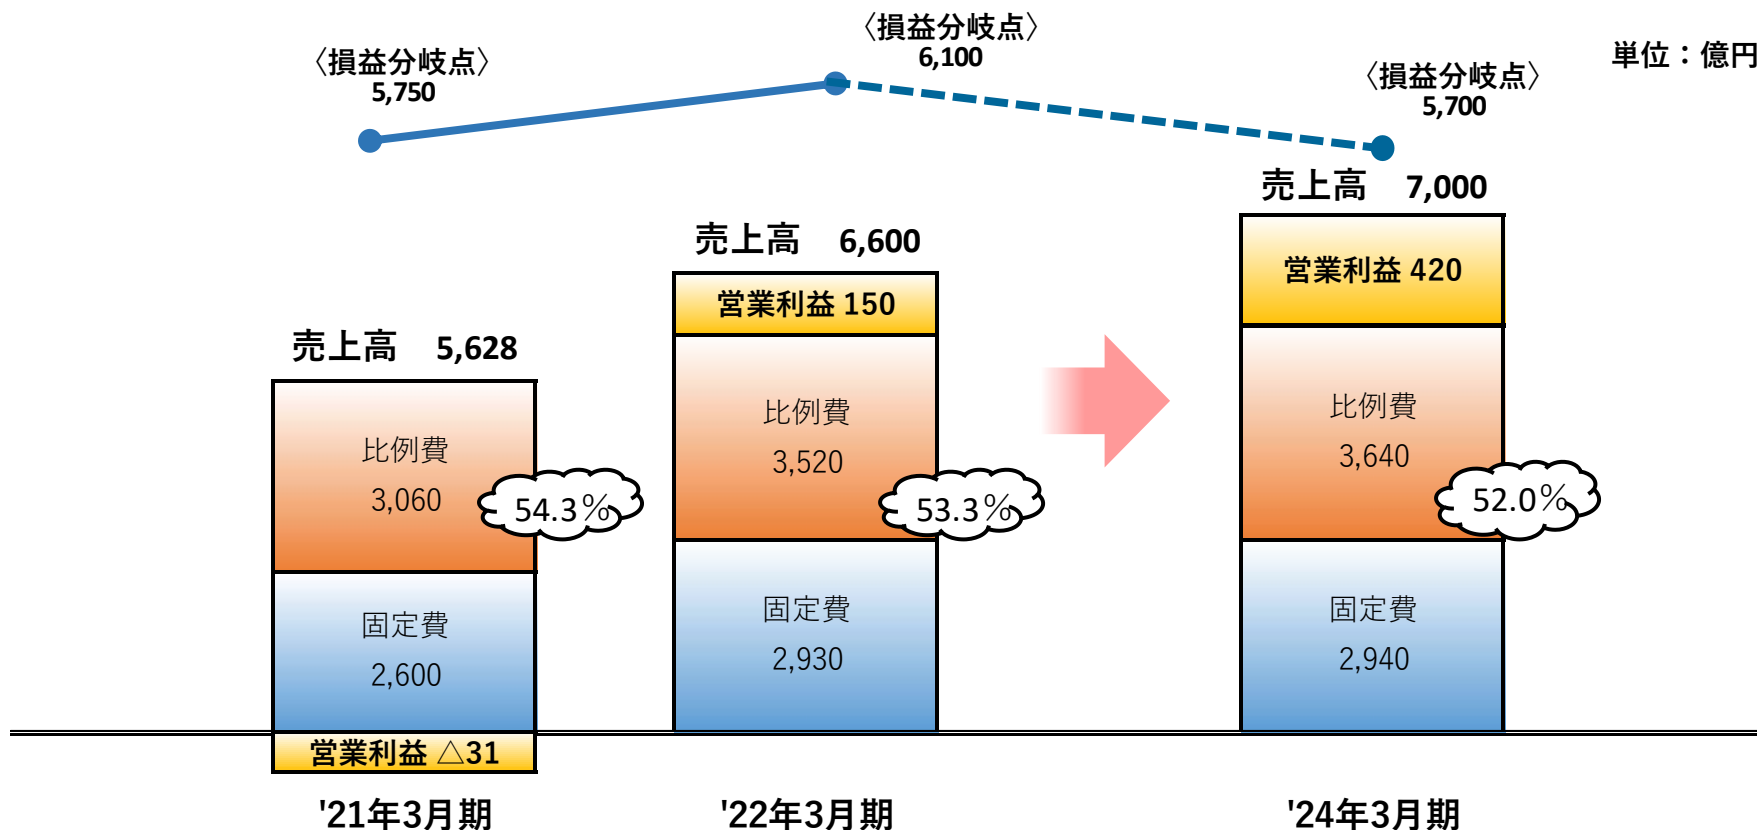 単位：億円
〈損益分岐点〉
5,750
〈損益分岐点〉
6,100
〈損益分岐点〉
5,700
売上高 5,628
比例費
3,060
54.3％
固定費
2,600
営業利益 △31
'21年3月期
売上高 6,600
営業利益 150
比例費
3,520
53.3％
固定費
2,930
'22年3月期
売上高 7,000
営業利益 420
比例費
3,640
52.0％
固定費
2,940
'24年3月期